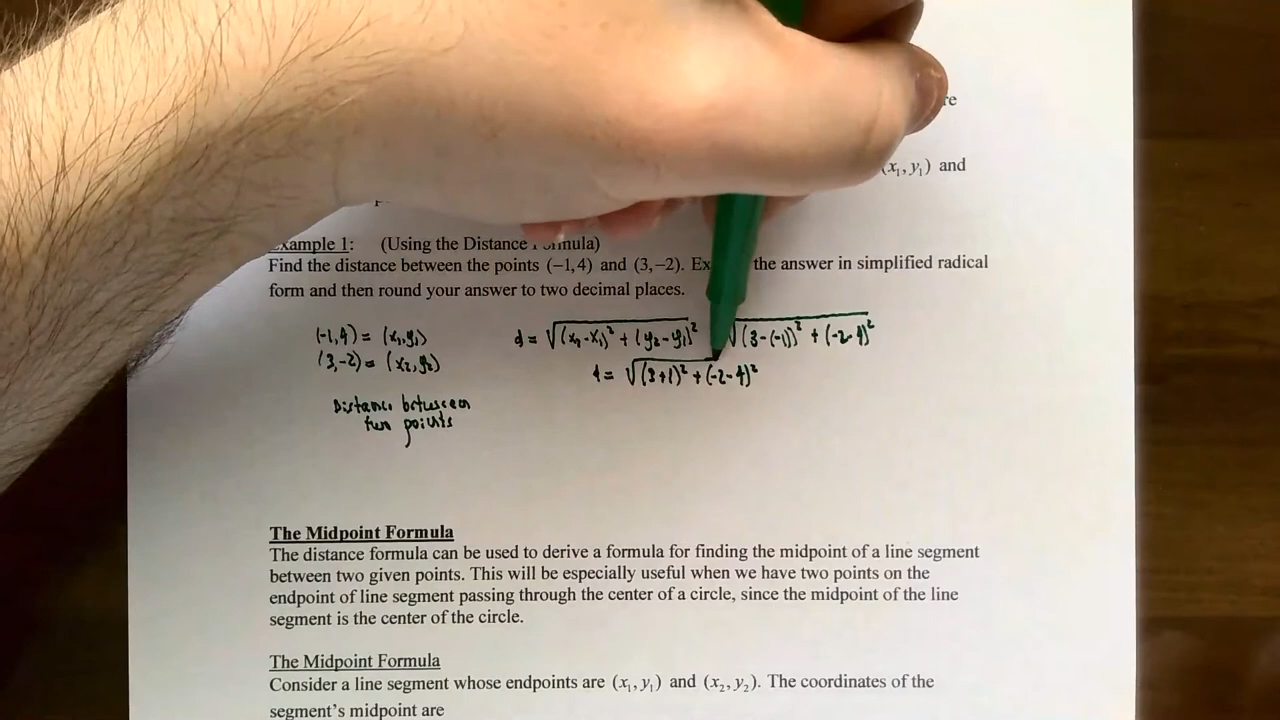 re
(x₁, y₁) and
Example 1: (Using the Distance Formula)
Find the distance between the points (−1, 4) and (3, −2). Ex the answer in simplified radical
form and then round your answer to two decimal places.
(-1,4) = (x₁,y₁)
(3,-2) = (x₂,y₂)
d = √(x₂-x₁)² + (y₂-y₁)² √(3-(-1))² + (-2-4)²
d = √(3+1)² + (-2-4)²
Distance between
two points
The Midpoint Formula
The distance formula can be used to derive a formula for finding the midpoint of a line segment
between two given points. This will be especially useful when we have two points on the
endpoint of line segment passing through the center of a circle, since the midpoint of the line
segment is the center of the circle.
The Midpoint Formula
Consider a line segment whose endpoints are (x₁, y₁) and (x₂, y₂). The coordinates of the
segment's midpoint are